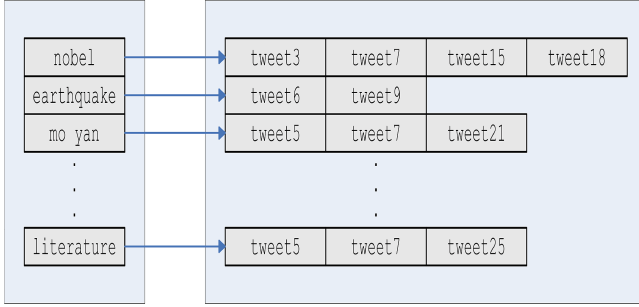 nobel tweet3 tweet7 tweet15 tweet18
earthquake tweet6 tweet9
mo yan tweet5 tweet7 tweet21
literature tweet5 tweet7 tweet25